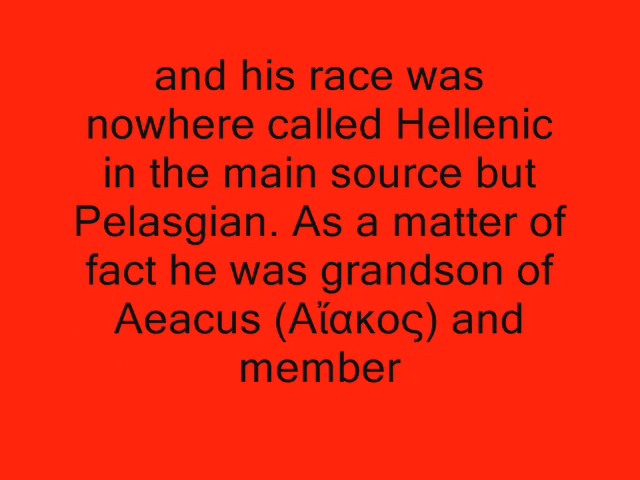 and his race was
nowhere called Hellenic
in the main source but
Pelasgian. As a matter of
fact he was grandson of
Aeacus (Αἴακος) and
member